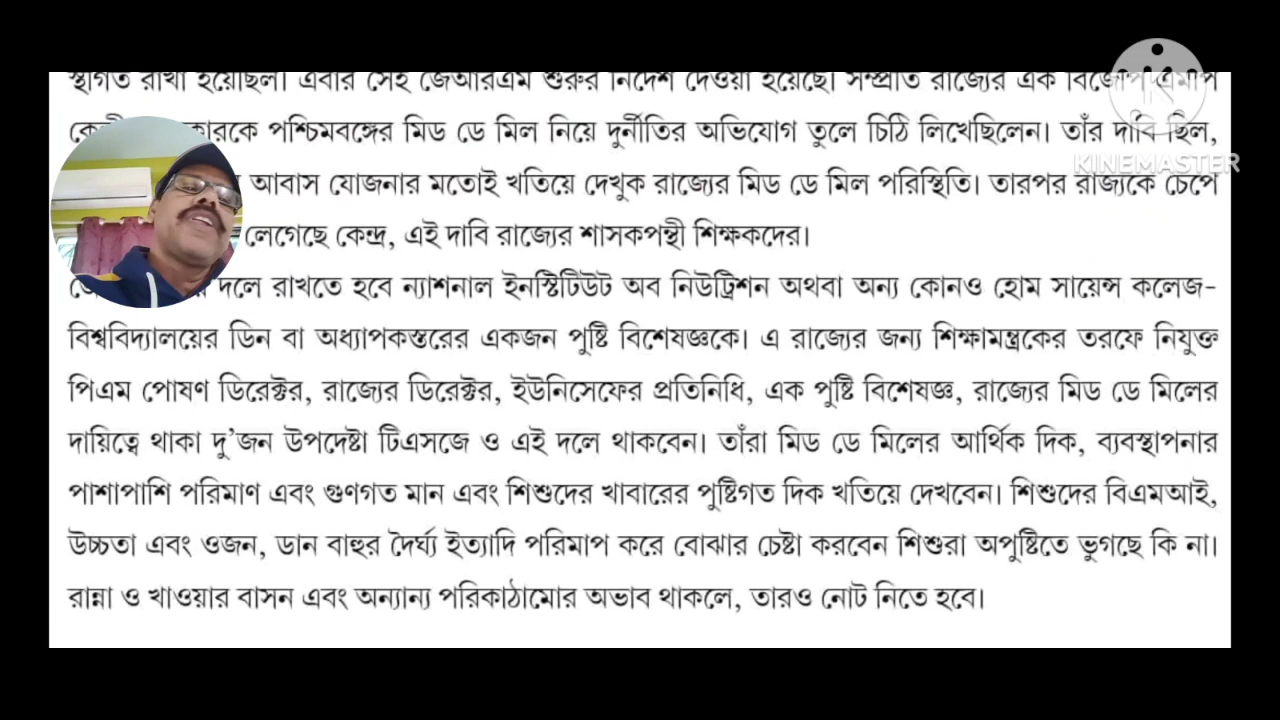 স্থগিত রাখা হয়েছিল। এবার সেই জেআরএম শুরুর নির্দেশ দেওয়া হয়েছে। সম্প্রতি রাজ্যের এক
KINEMASTER
পশ্চিমবঙ্গের মিড ডে মিল নিয়ে দুর্নীতির অভিযোগ তুলে চিঠি লিখেছিলেন। তাঁর দাবি ছিল,
আবাস যোজনার মতোই খতিয়ে দেখুক রাজ্যের মিড ডে মিল পরিস্থিতি। তারপর রাজ্যকে চেপে
লেগেছে কেন্দ্র, এই দাবি রাজ্যের শাসকপন্থী শিক্ষকদের।
দলে রাখতে হবে ন্যাশনাল ইনস্টিটিউট অব নিউট্রিশন অথবা অন্য কোনও হোম সায়েন্স কলেজ-
বিশ্ববিদ্যালয়ের ডিন বা অধ্যাপকস্তরের একজন পুষ্টি বিশেষজ্ঞকে। এ রাজ্যের জন্য শিক্ষামন্ত্রকের তরফে নিযুক্ত
পিএম পোষণ ডিরেক্টর, রাজ্যের ডিরেক্টর, ইউনিসেফের প্রতিনিধি, এক পুষ্টি বিশেষজ্ঞ, রাজ্যের মিড ডে মিলের
দায়িত্বে থাকা দু'জন উপদেষ্টা টিএসজে ও এই দলে থাকবেন। তাঁরা মিড ডে মিলের আর্থিক দিক, ব্যবস্থাপনার
পাশাপাশি পরিমাণ এবং গুণগত মান এবং শিশুদের খাবারের পুষ্টিগত দিক খতিয়ে দেখবেন। শিশুদের বিএমআই,
উচ্চতা এবং ওজন, ডান বাহুর দৈর্ঘ্য ইত্যাদি পরিমাপ করে বোঝার চেষ্টা করবেন শিশুরা অপুষ্টিতে ভুগছে কি না।
রান্না ও খাওয়ার বাসন এবং অন্যান্য পরিকাঠামোর অভাব থাকলে, তারও নোট নিতে হবে।